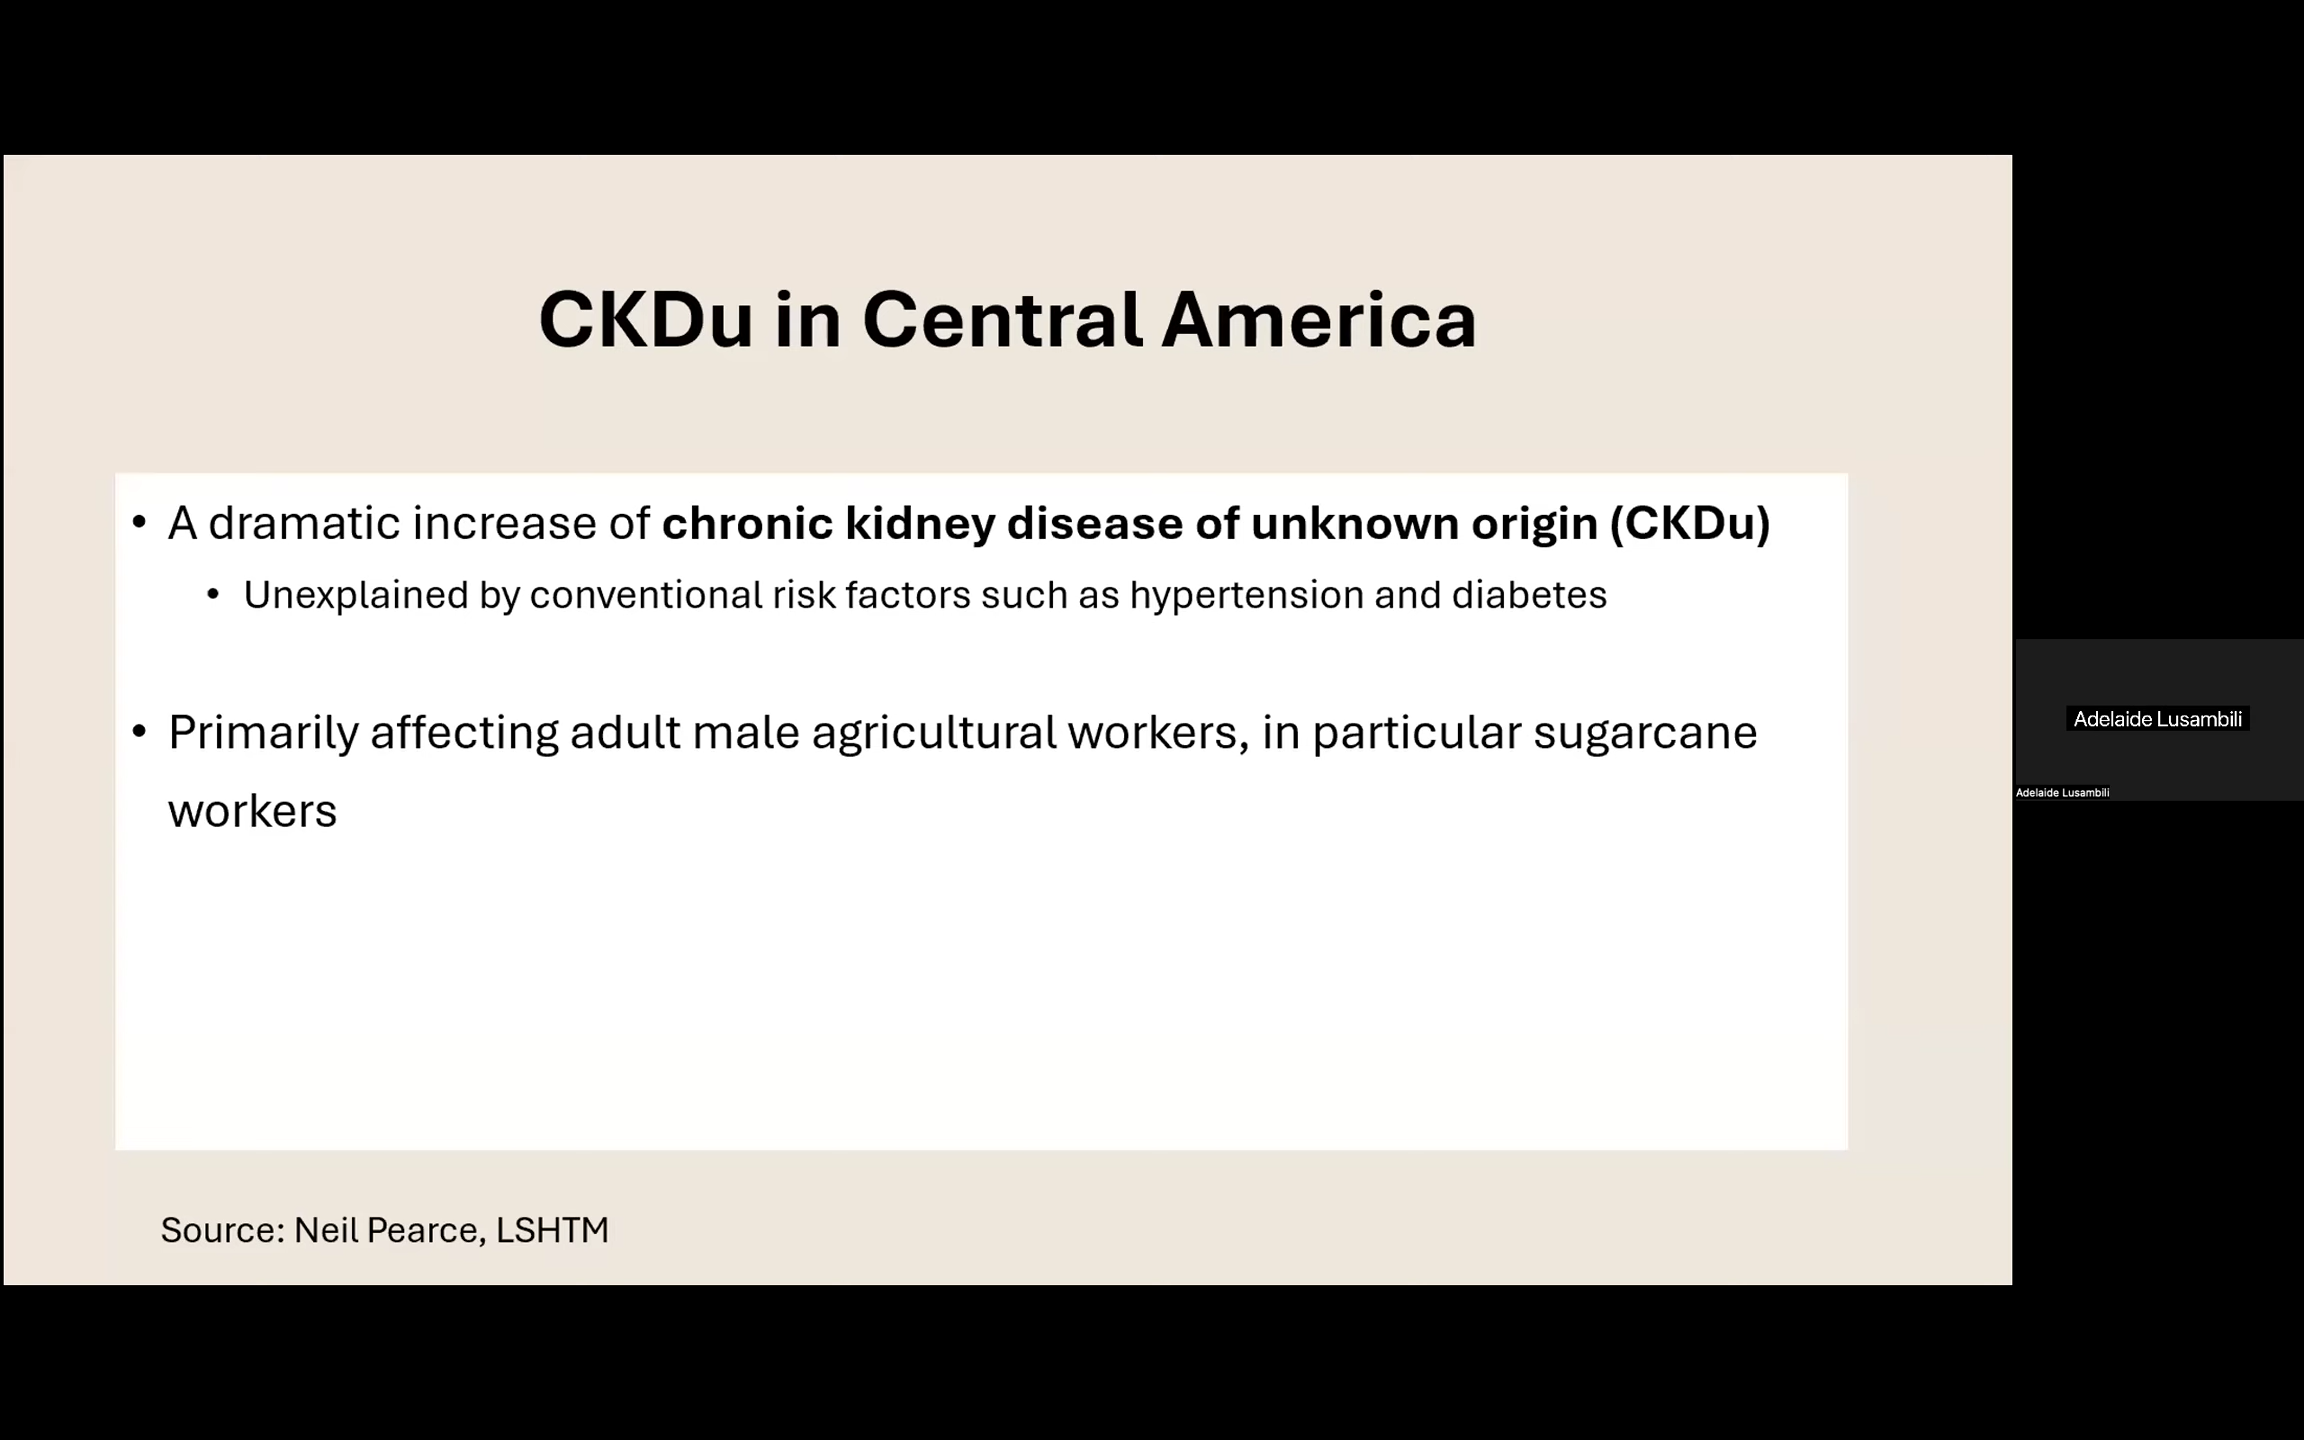 CKDu in Central America
• A dramatic increase of chronic kidney disease of unknown origin (CKDu)
• Unexplained by conventional risk factors such as hypertension and diabetes
• Primarily affecting adult male agricultural workers, in particular sugarcane
workers
Source: Neil Pearce, LSHTM
Adelaide Lusambili
Adelaide Lusambili